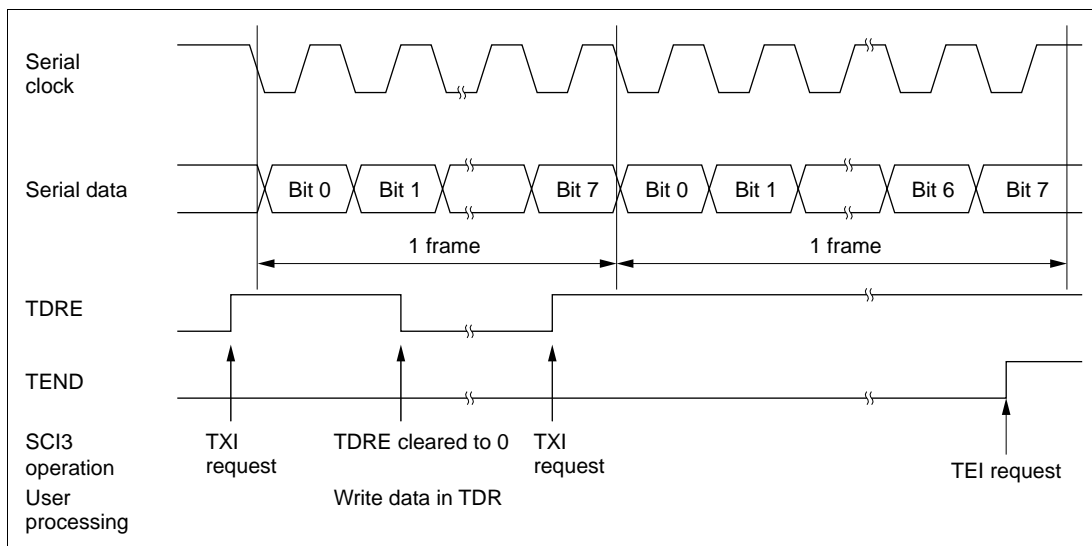 Serial
clock
Serial data
Bit 0 Bit 1 Bit 7 Bit 0 Bit 1 Bit 6 Bit 7
1 frame 1 frame
TDRE
TEND
SCI3
operation
TXI
request
TDRE cleared to 0
TXI
request
TEI request
User
processing
Write data in TDR